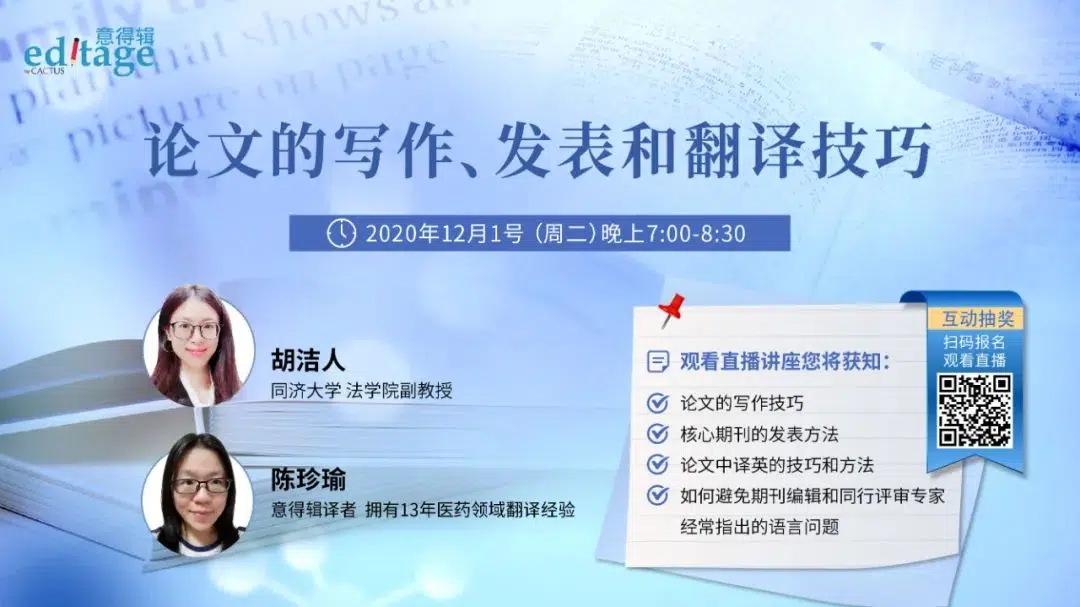 意得辑
editage
by CACTUS
论文的写作、发表和翻译技巧
2020年12月1号（周二）晚上7:00-8:30
胡洁人
同济大学 法学院副教授
陈珍瑜
意得辑译者 拥有13年医药领域翻译经验
观看直播讲座您将获知：
论文的写作技巧
核心期刊的发表方法
论文中译英的技巧和方法
如何避免期刊编辑和同行评审专家
经常指出的语言问题
互动抽奖
扫码报名
观看直播